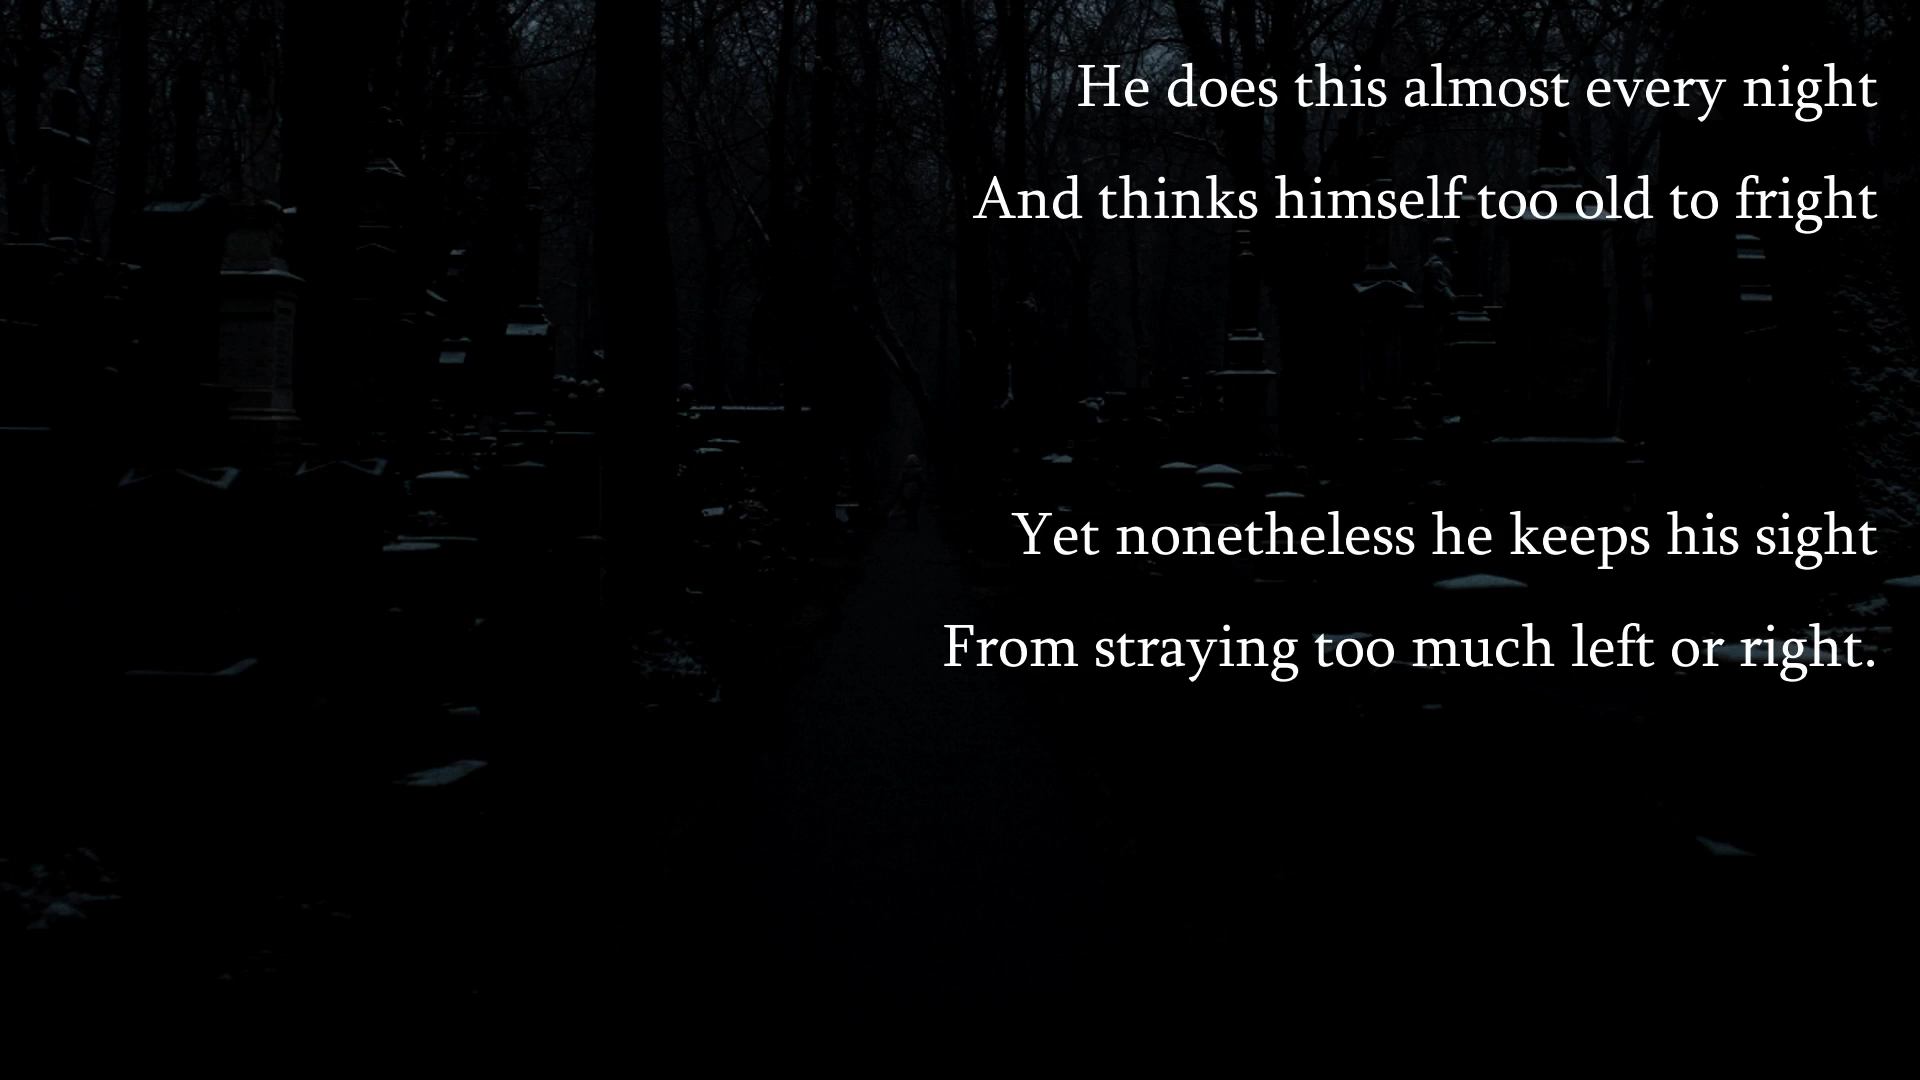 He does this almost every night
And thinks himself too old to fright
Yet nonetheless he keeps his sight
From straying too much left or right.